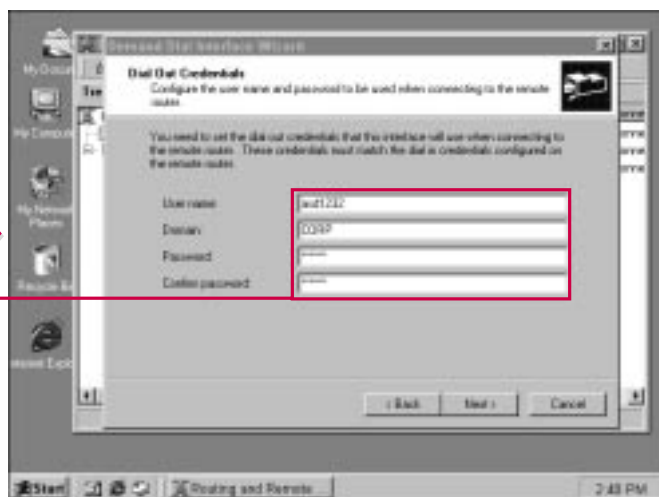 Demand Dial Interface Wizard
Dial Out Credentials
Configure the user name and password to be used when connecting to the remote
router.
You need to set the dial out credentials that this interface will use when connecting to
the remote router. These credentials must match the dial in credentials configured on
the remote router.
User name:
Domain:
CORP
Password:
Confirm password:
< Back
Next >
Cancel
My Network
Places
Recycle
Start
Routing and Remote
2:48 PM